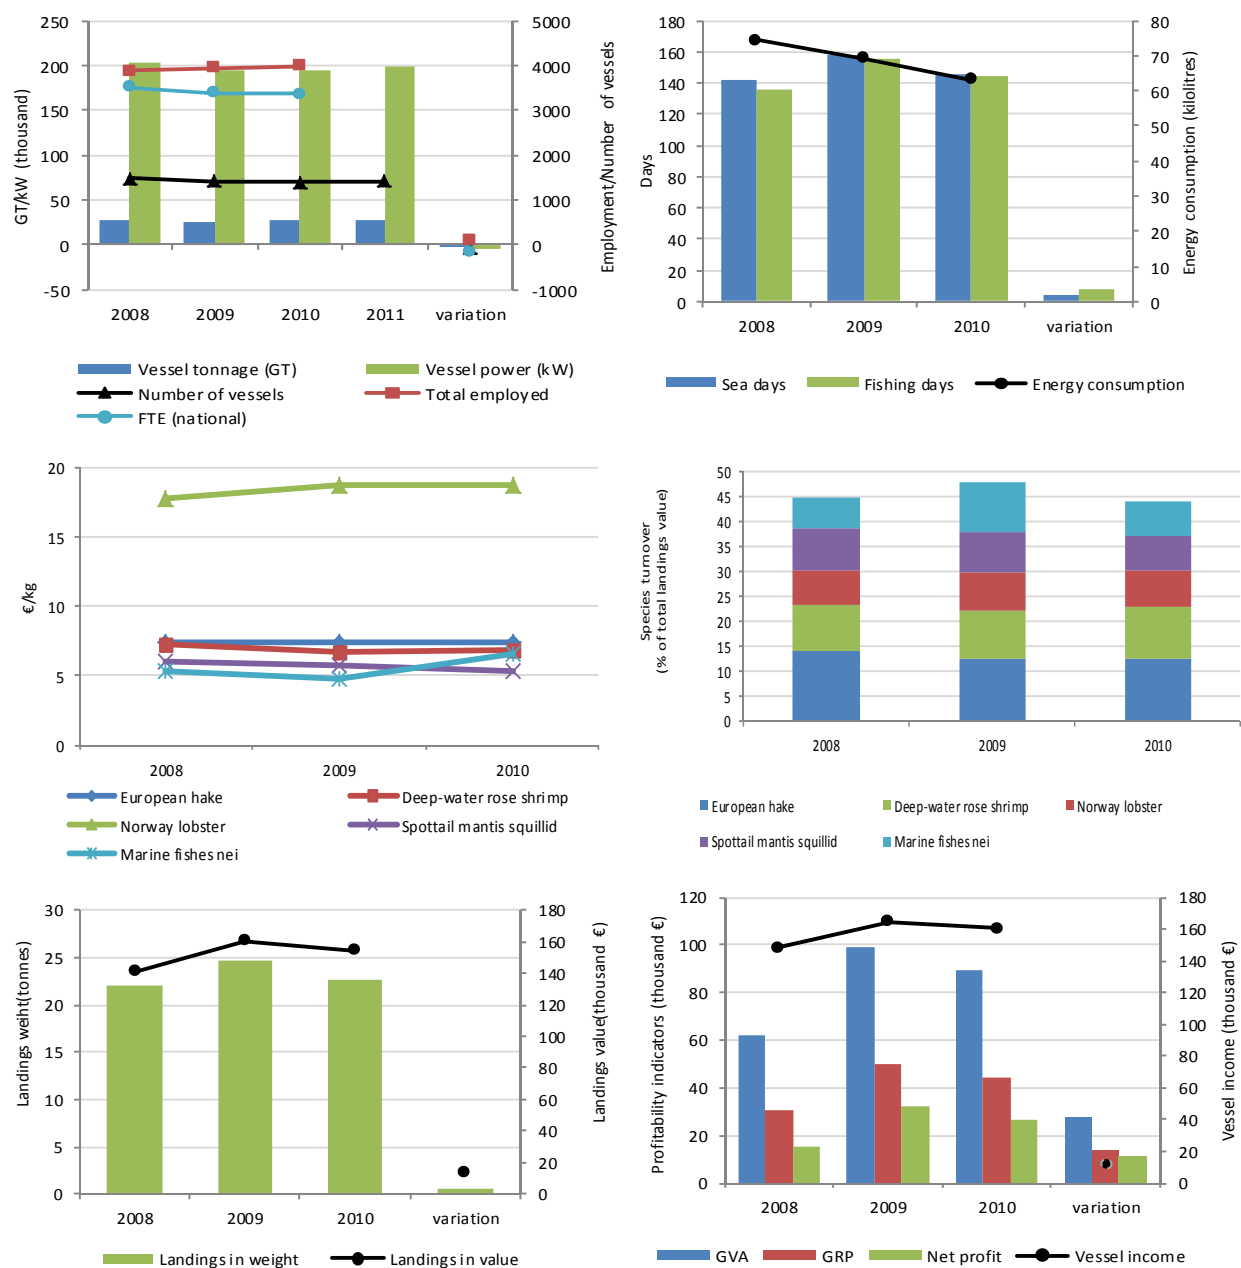 GT/kW (thousand)
250
200
150
100
50
0
-50
5000
4000
3000
2000
1000
0
-1000
Employment/Number of vessels
2008 2009 2010 2011 variation
Vessel tonnage (GT) Vessel power (kW)
Number of vessels Total employed
FTE (national)
Days
180
160
140
120
100
80
60
40
20
0
80
70
60
50
40
30
20
10
0
Energy consumption (kilolitres)
2008 2009 2010 variation
Sea days Fishing days Energy consumption
€/kg
20
15
10
5
0
2008 2009 2010
European hake Deep-water rose shrimp
Norway lobster Spottail mantis squillid
Marine fishes nei
Species turnover
(% of total landings value)
50
45
40
35
30
25
20
15
10
5
0
2008 2009 2010
European hake Deep-water rose shrimp Norway lobster
Spottail mantis squillid Marine fishes nei
Landings weiht(tonnes)
30
25
20
15
10
5
0
180
160
140
120
100
80
60
40
20
0
Landings value(thousand €)
2008 2009 2010 variation
Landings in weight Landings in value
Profitability indicators (thousand €)
120
100
80
60
40
20
0
180
160
140
120
100
80
60
40
20
0
Vessel income (thousand €)
2008 2009 2010 variation
GVA GRP Net profit Vessel income